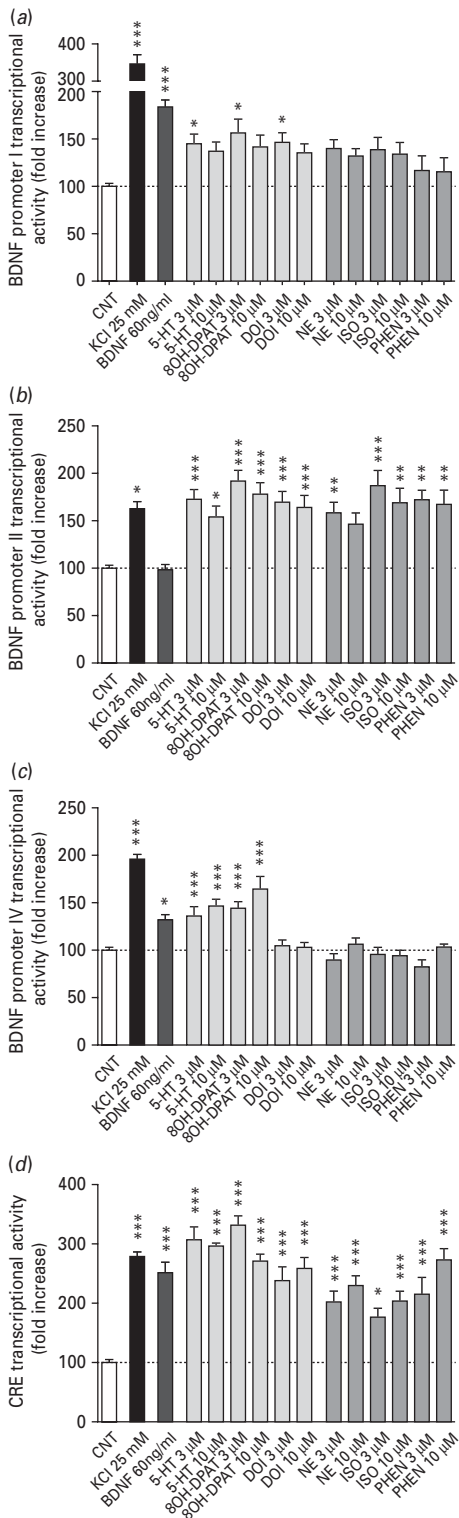 (a)
BDNF promoter I transcriptional
activity (fold increase)
400
300
200
150
100
50
0
***
***
*
*
*
CNT
KCl 25 mM
BDNF 60ng/ml
5-HT 3 µM
5-HT 10 µM
8OH-DPAT 3 µM
8OH-DPAT 10 µM
DOI 3 µM
DOI 10 µM
NE 3 µM
NE 10 µM
ISO 3 µM
ISO 10 µM
PHEN 3 µM
PHEN 10 µM
(b)
BDNF promoter II transcriptional
activity (fold increase)
250
200
150
100
50
0
*
***
*
***
***
***
***
**
***
**
**
**
CNT
KCl 25 mM
BDNF 60ng/ml
5-HT 3 µM
5-HT 10 µM
8OH-DPAT 3 µM
8OH-DPAT 10 µM
DOI 3 µM
DOI 10 µM
NE 3 µM
NE 10 µM
ISO 3 µM
ISO 10 µM
PHEN 3 µM
PHEN 10 µM
(c)
BDNF promoter IV transcriptional
activity (fold increase)
250
200
150
100
50
0
***
*
***
***
***
***
CNT
KCl 25 mM
BDNF 60ng/ml
5-HT 3 µM
5-HT 10 µM
8OH-DPAT 3 µM
8OH-DPAT 10 µM
DOI 3 µM
DOI 10 µM
NE 3 µM
NE 10 µM
ISO 3 µM
ISO 10 µM
PHEN 3 µM
PHEN 10 µM
(d)
CRE transcriptional activity
(fold increase)
400
300
200
100
0
***
***
***
***
***
***
***
***
***
***
*
***
***
***
CNT
KCl 25 mM
BDNF 60ng/ml
5-HT 3 µM
5-HT 10 µM
8OH-DPAT 3 µM
8OH-DPAT 10 µM
DOI 3 µM
DOI 10 µM
NE 3 µM
NE 10 µM
ISO 3 µM
ISO 10 µM
PHEN 3 µM
PHEN 10 µM